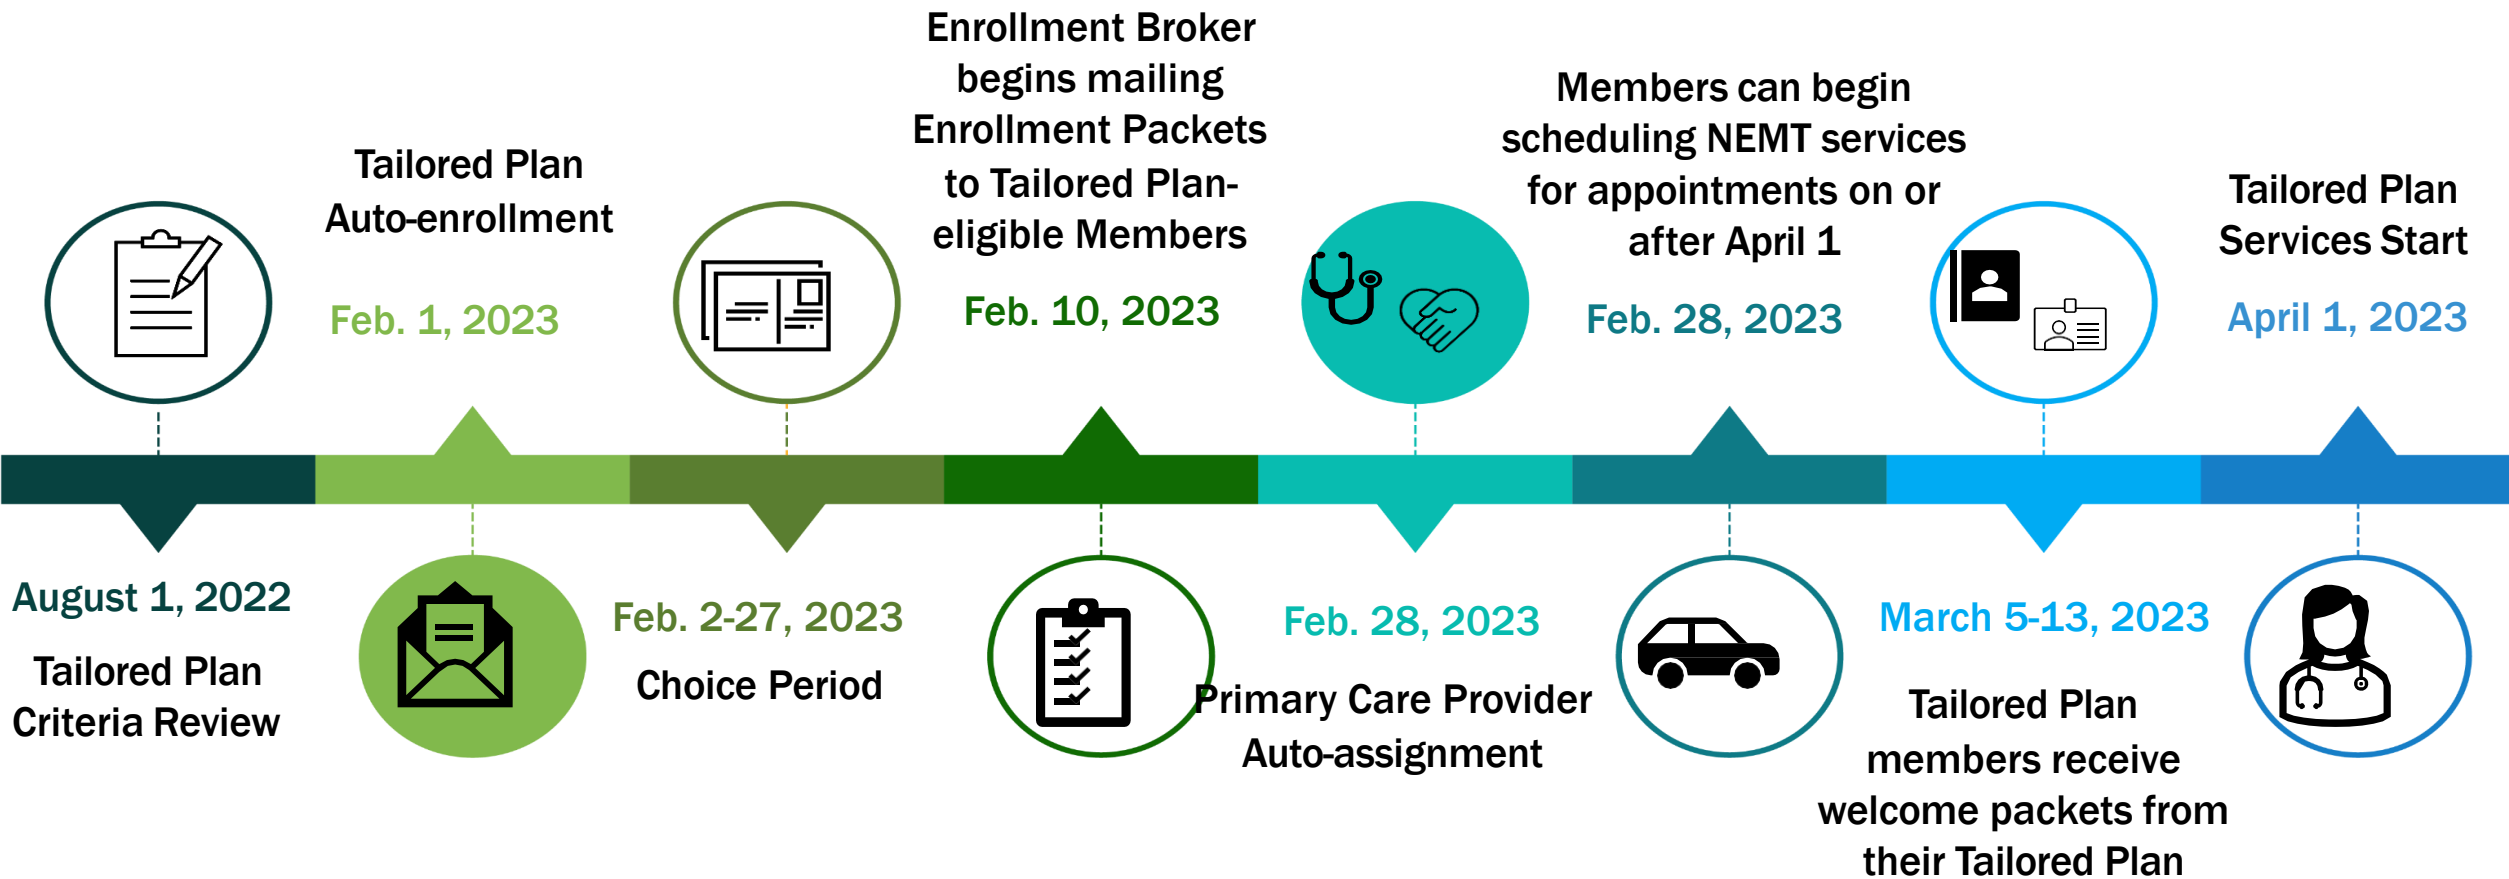 August 1, 2022
Tailored Plan
Criteria Review
Tailored Plan
Auto-enrollment
Feb. 1, 2023
Feb. 2-27, 2023
Choice Period
Enrollment Broker
begins mailing
Enrollment Packets
to Tailored Plan-
eligible Members
Feb. 10, 2023
Feb. 28, 2023
Primary Care Provider
Auto-assignment
Members can begin
scheduling NEMT services
for appointments on or
after April 1
Feb. 28, 2023
March 5-13, 2023
Tailored Plan
members receive
welcome packets from
their Tailored Plan
Tailored Plan
Services Start
April 1, 2023